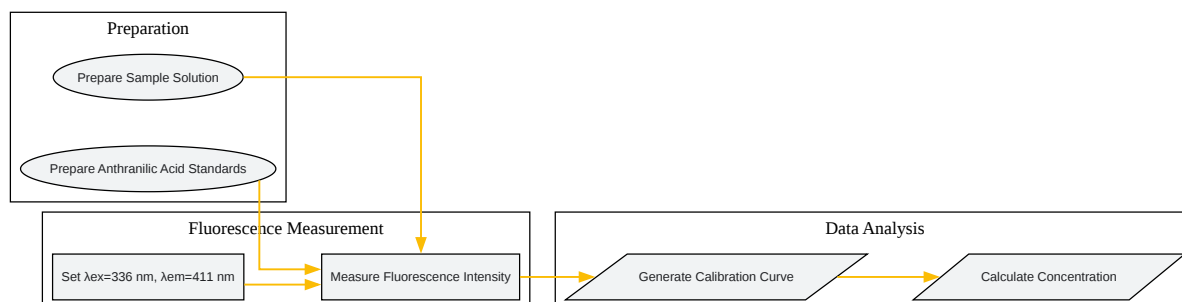 Preparation
Prepare Sample Solution
Prepare Anthranilic Acid Standards
Fluorescence Measurement
Set λex=336 nm, λem=411 nm
Measure Fluorescence Intensity
Data Analysis
Generate Calibration Curve
Calculate Concentration